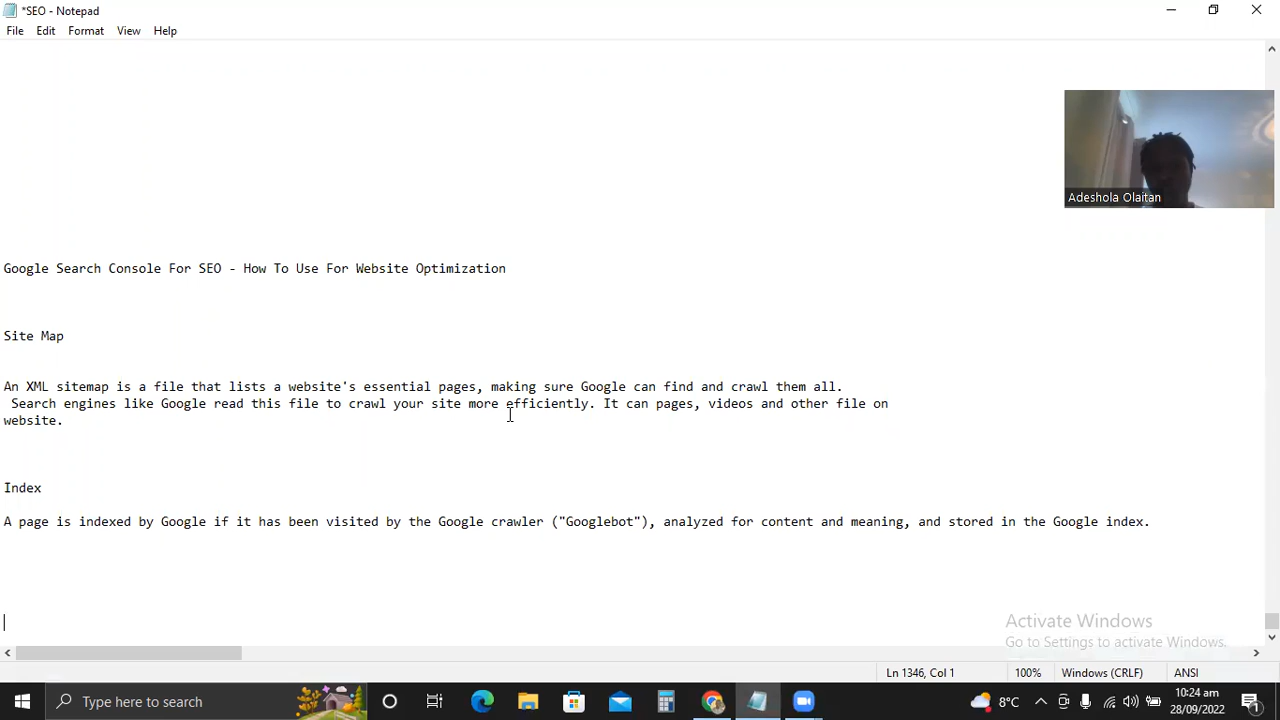 *SEO - Notepad
File Edit Format View Help
Adeshola Olaitan
Google Search Console For SEO - How To Use For Website Optimization
Site Map
An XML sitemap is a file that lists a website's essential pages, making sure Google can find and crawl them all.
Search engines like Google read this file to crawl your site more efficiently. It can pages, videos and other file on
website.
Index
A page is indexed by Google if it has been visited by the Google crawler ("Googlebot"), analyzed for content and meaning, and stored in the Google index.
Activate Windows
Go to Settings to activate Windows.
Ln 1346, Col 1 100% Windows (CRLF) ANSI
Type here to search 8°C 10:24 am
28/09/2022 1